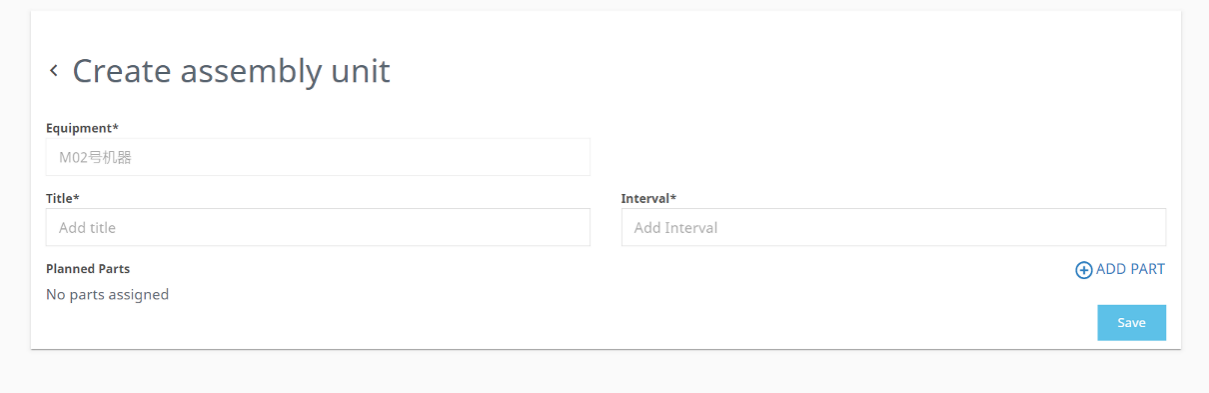 Create assembly unit
Equipment*
M02号机器
Title*
Interval*
Add title
Add Interval
Planned Parts
ADD PART
No parts assigned
Save